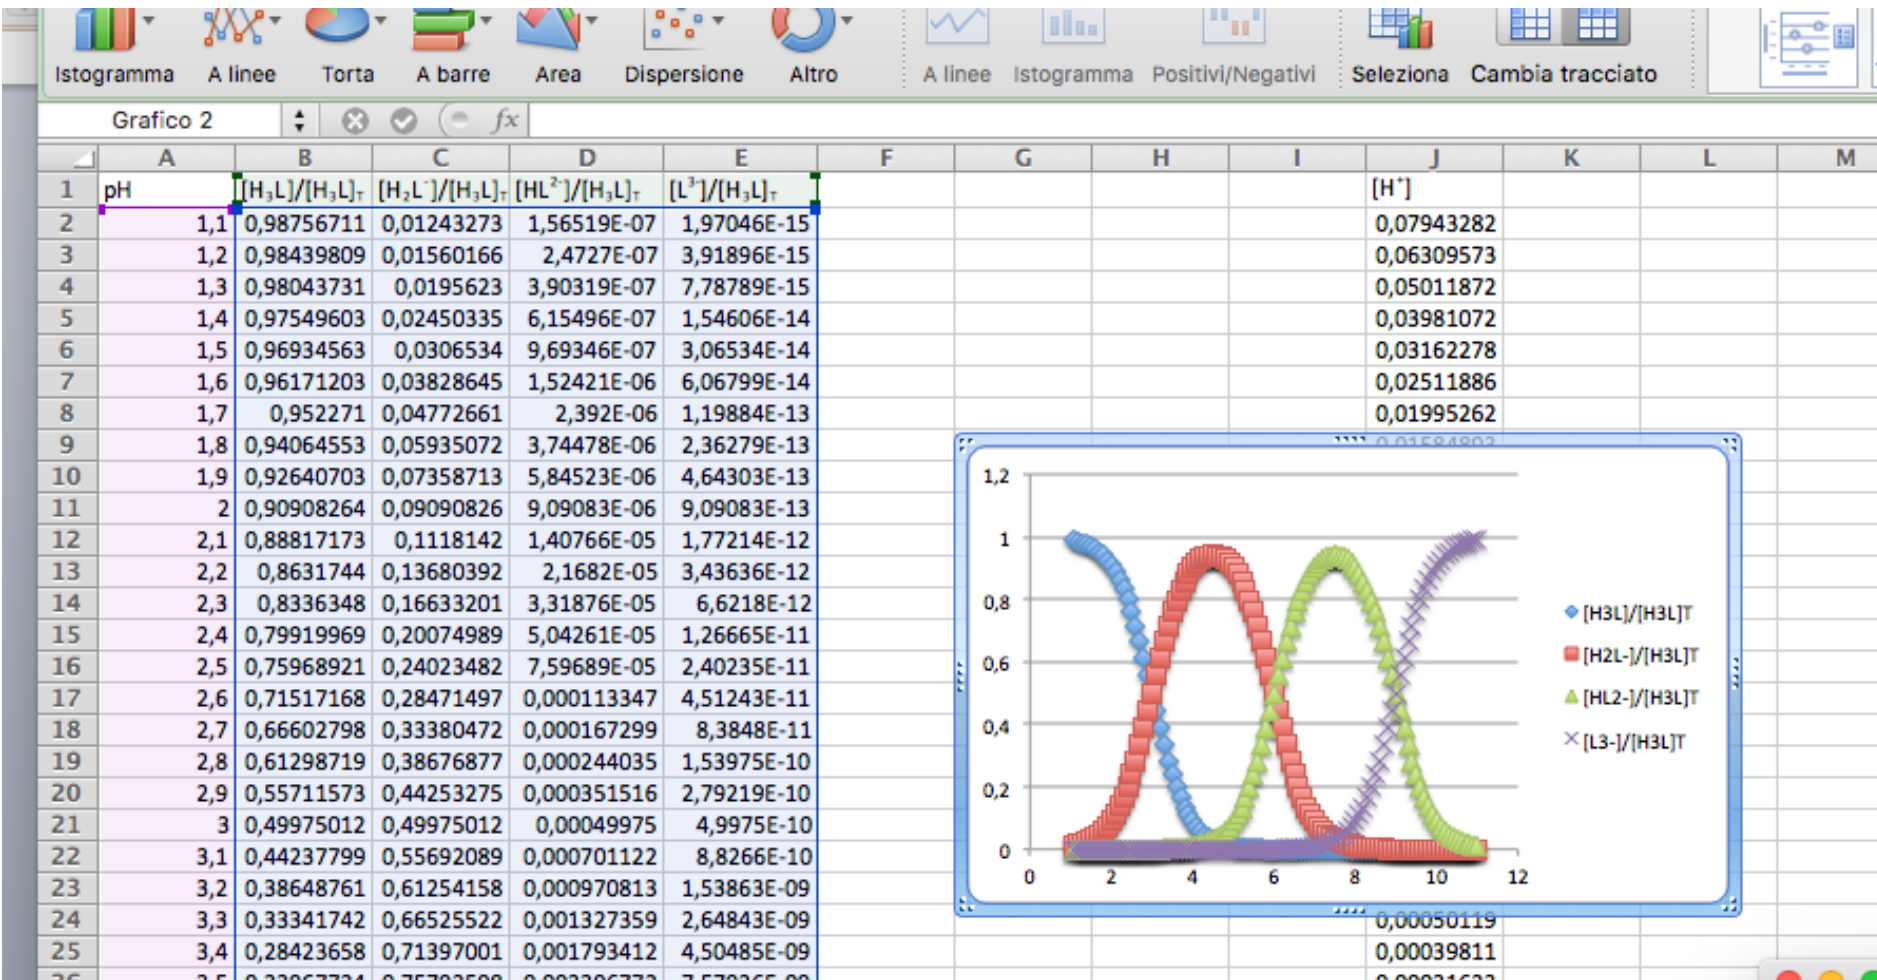 Istogramma A linee Torta A barre Area Dispersione Altro A linee Istogramma Positivi/Negativi Seleziona Cambia tracciato
Grafico 2 fx
A B C D E F G H I J K L M
1 pH [H₃L]/[H₃L]ₜ [H₂L⁻]/[H₃L]ₜ [HL²⁻]/[H₃L]ₜ [L³⁻]/[H₃L]ₜ [H⁺]
2 1,1 0,98756711 0,01243273 1,56519E-07 1,97046E-15 0,07943282
3 1,2 0,98439809 0,01560166 2,4727E-07 3,91896E-15 0,06309573
4 1,3 0,98043731 0,0195623 3,90319E-07 7,78789E-15 0,05011872
5 1,4 0,97549603 0,02450335 6,15496E-07 1,54606E-14 0,03981072
6 1,5 0,96934563 0,0306534 9,69346E-07 3,06534E-14 0,03162278
7 1,6 0,96171203 0,03828645 1,52421E-06 6,06799E-14 0,02511886
8 1,7 0,952271 0,04772661 2,392E-06 1,19884E-13 0,01995262
9 1,8 0,94064553 0,05935072 3,74478E-06 2,36279E-13
10 1,9 0,92640703 0,07358713 5,84523E-06 4,64303E-13
11 2 0,90908264 0,09090826 9,09083E-06 9,09083E-13
12 2,1 0,88817173 0,1118142 1,40766E-05 1,77214E-12
13 2,2 0,8631744 0,13680392 2,1682E-05 3,43636E-12
14 2,3 0,8336348 0,16633201 3,31876E-05 6,6218E-12
15 2,4 0,79919969 0,20074989 5,04261E-05 1,26665E-11
16 2,5 0,75968921 0,24023482 7,59689E-05 2,40235E-11
17 2,6 0,71517168 0,28471497 0,000113347 4,51243E-11
18 2,7 0,66602798 0,33380472 0,000167299 8,3848E-11
19 2,8 0,61298719 0,38676877 0,000244035 1,53975E-10
20 2,9 0,55711573 0,44253275 0,000351516 2,79219E-10
21 3 0,49975012 0,49975012 0,00049975 4,9975E-10
22 3,1 0,44237799 0,55692089 0,000701122 8,8266E-10
23 3,2 0,38648761 0,61254158 0,000970813 1,53863E-09
24 3,3 0,33341742 0,66525522 0,001327359 2,64843E-09 0,00050119
25 3,4 0,28423658 0,71397001 0,001793412 4,50485E-09 0,00039811
1,2
1
0,8
0,6
0,4
0,2
0
0 2 4 6 8 10 12
[H3L]/[H3L]T
[H2L-]/[H3L]T
[HL2-]/[H3L]T
[L3-]/[H3L]T